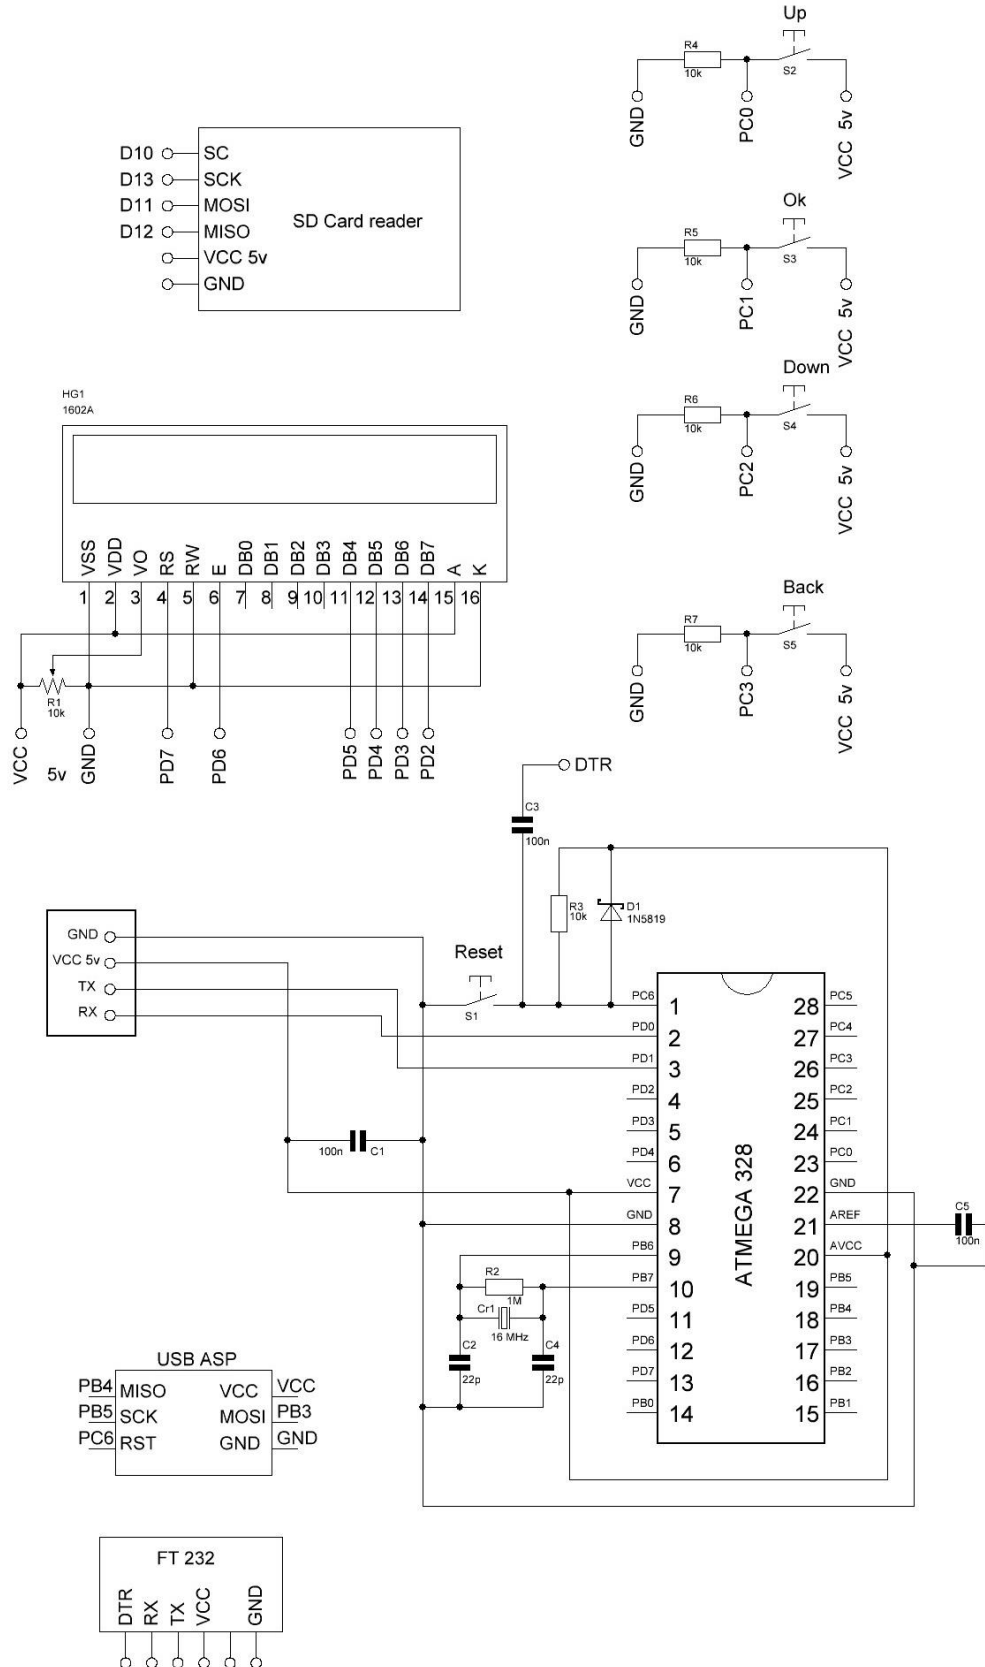 Up
R4
10k
S2
GND
PC0
VCC 5v
D10
SC
D13
SCK
D11
MOSI
D12
MISO
VCC 5v
GND
SD Card reader
Ok
R5
10k
S3
GND
PC1
VCC 5v
Down
R6
10k
S4
GND
PC2
VCC 5v
HG1
1602A
VSS
VDD
VO
RS
RW
E
DB0
DB1
DB2
DB3
DB4
DB5
DB6
DB7
A
K
1 2 3 4 5 6 7 8 9 10 11 12 13 14 15 16
R1
10k
VCC
5v
GND
PD7
PD6
PD5
PD4
PD3
PD2
Back
R7
10k
S5
GND
PC3
VCC 5v
DTR
C3
100n
R3
10k
D1
1N5819
GND
VCC 5v
TX
RX
Reset
S1
100n C1
PC6 1 28 PC5
PD0 2 27 PC4
PD1 3 26 PC3
PD2 4 25 PC2
PD3 5 24 PC1
PD4 6 23 PC0
VCC 7 22 GND
GND 8 21 AREF
PB6 9 20 AVCC
PB7 10 19 PB5
PD5 11 18 PB4
PD6 12 17 PB3
PD7 13 16 PB2
PB0 14 15 PB1
ATMEGA 328
C5
100n
R2
1M
Cr1
16 MHz
C2
22p
C4
22p
USB ASP
PB4 MISO VCC VCC
PB5 SCK MOSI PB3
PC6 RST GND GND
FT 232
DTR
RX
TX
VCC
GND